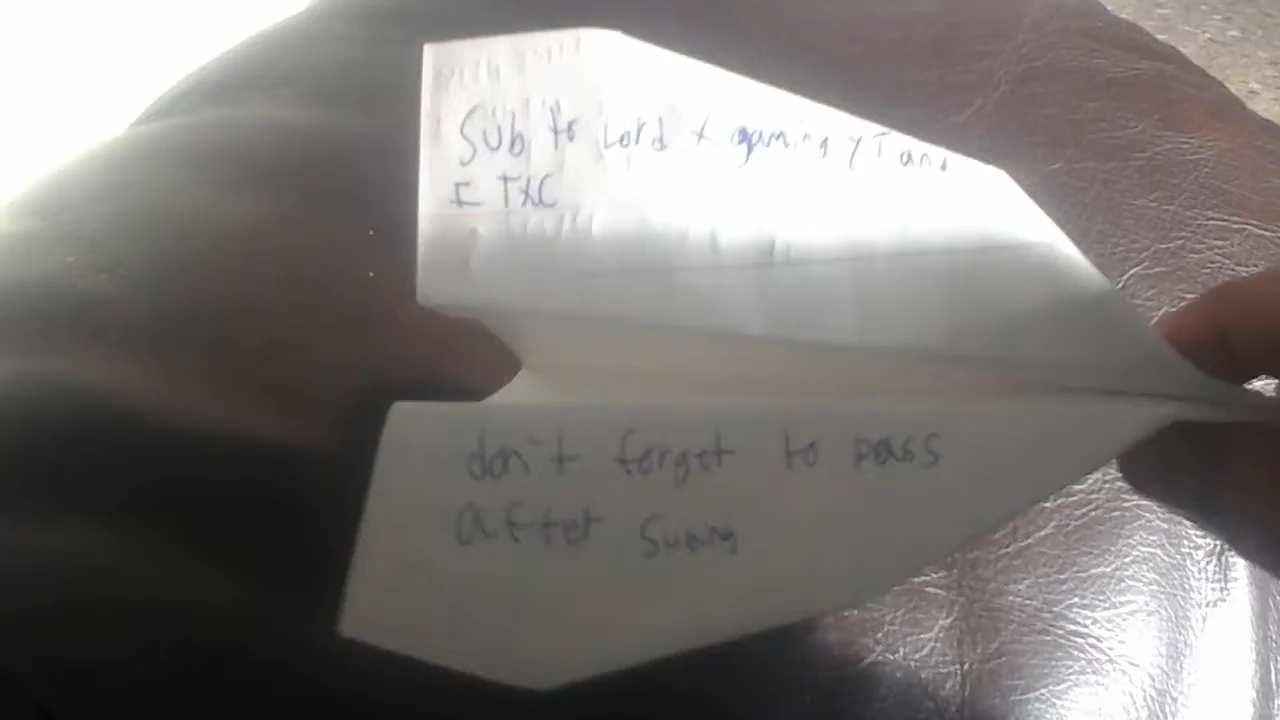 Sub to Lord X gaming YT and
TXC
don't forget to pass
after subing